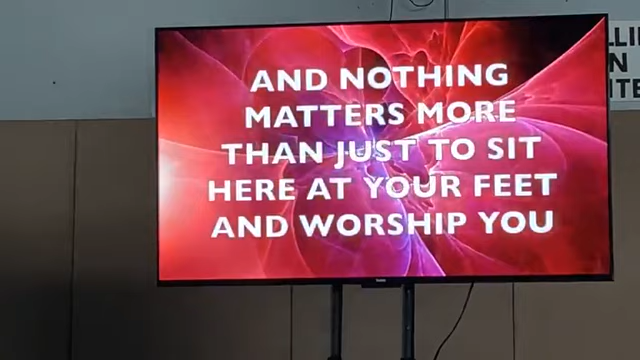 AND NOTHING
MATTERS MORE
THAN JUST TO SIT
HERE AT YOUR FEET
AND WORSHIP YOU